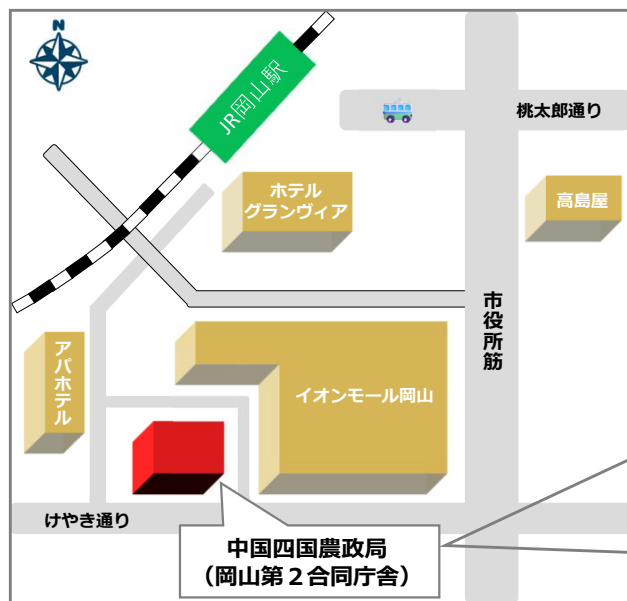 N
JR岡山駅
桃太郎通り
ホテル
グランヴィア
高島屋
市役所筋
アパホテル
イオンモール岡山
けやき通り
中国四国農政局
（岡山第２合同庁舎）